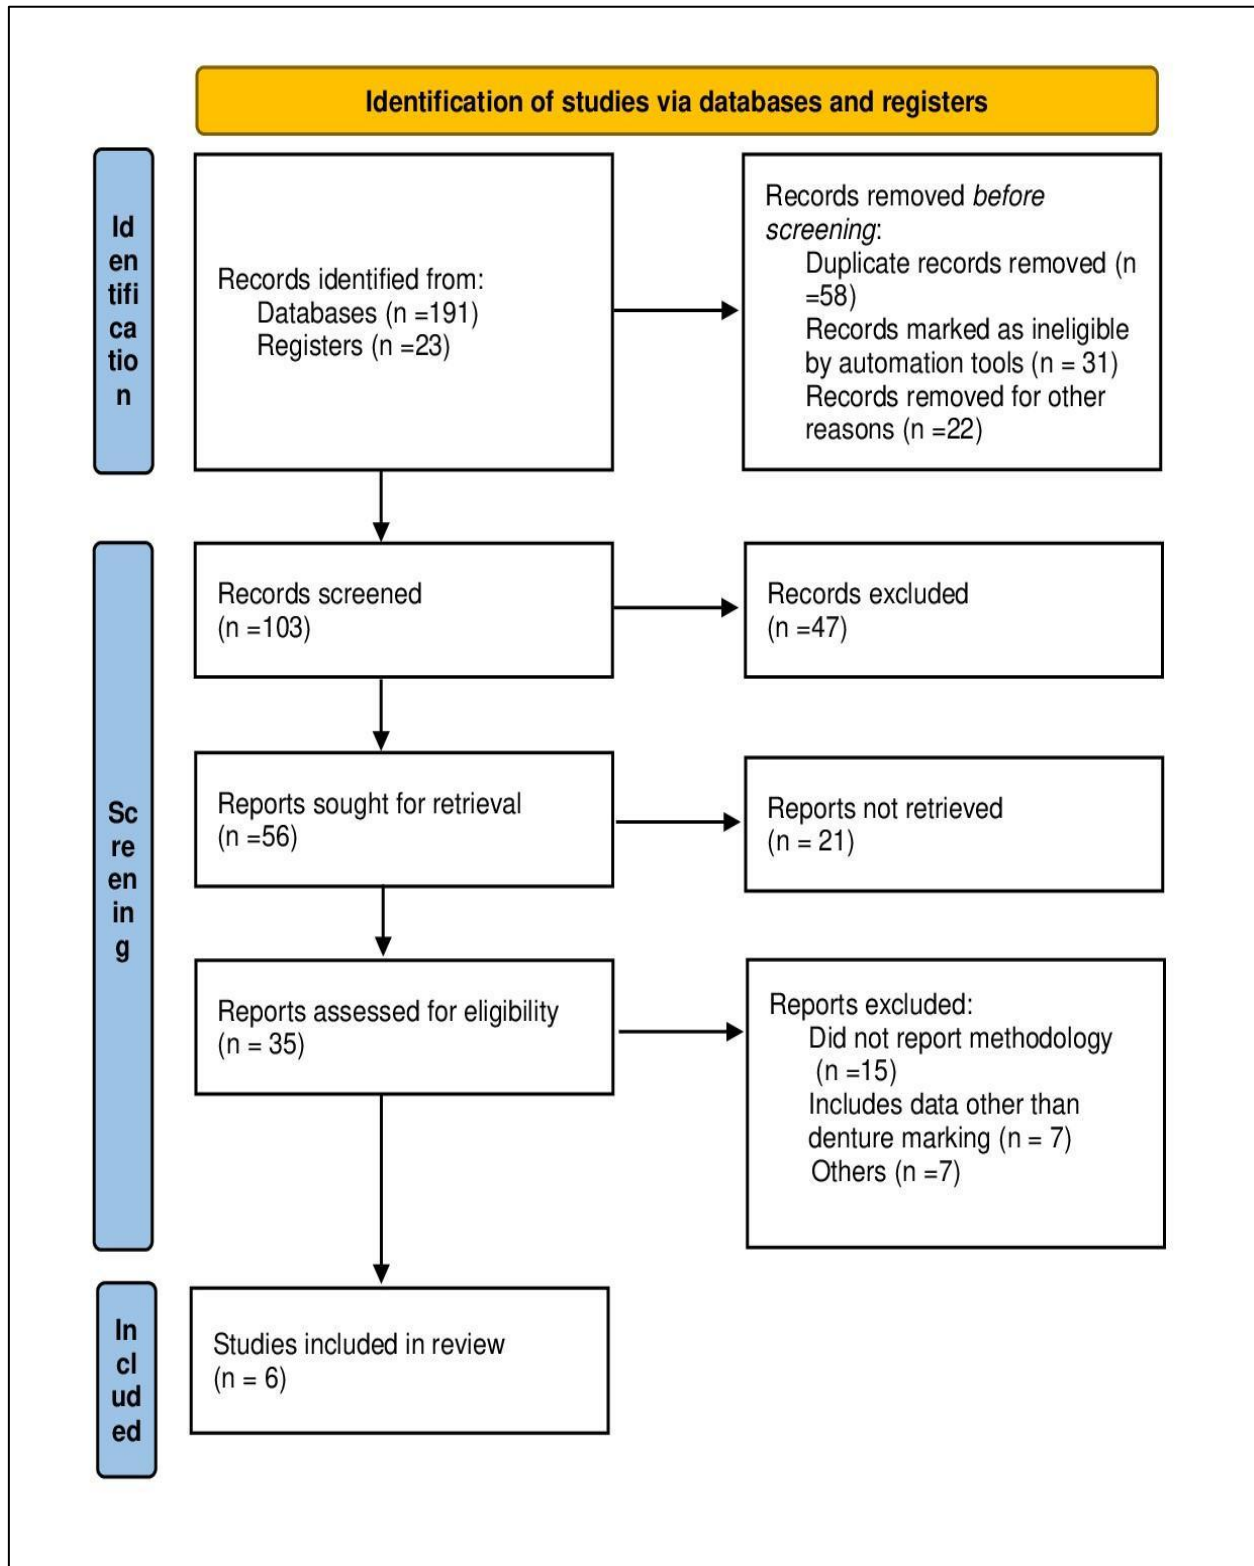 Identification of studies via databases and registers
Id
en
tifi
ca
tio
n
Records identified from:
Databases (n =191)
Registers (n =23)
Records removed before
screening:
Duplicate records removed (n
=58)
Records marked as ineligible
by automation tools (n = 31)
Records removed for other
reasons (n =22)
Sc
re
en
in
g
Records screened
(n =103)
Records excluded
(n =47)
Reports sought for retrieval
(n =56)
Reports not retrieved
(n = 21)
Reports assessed for eligibility
(n = 35)
Reports excluded:
Did not report methodology
(n =15)
Includes data other than
denture marking (n = 7)
Others (n =7)
In
cl
ud
ed
Studies included in review
(n = 6)